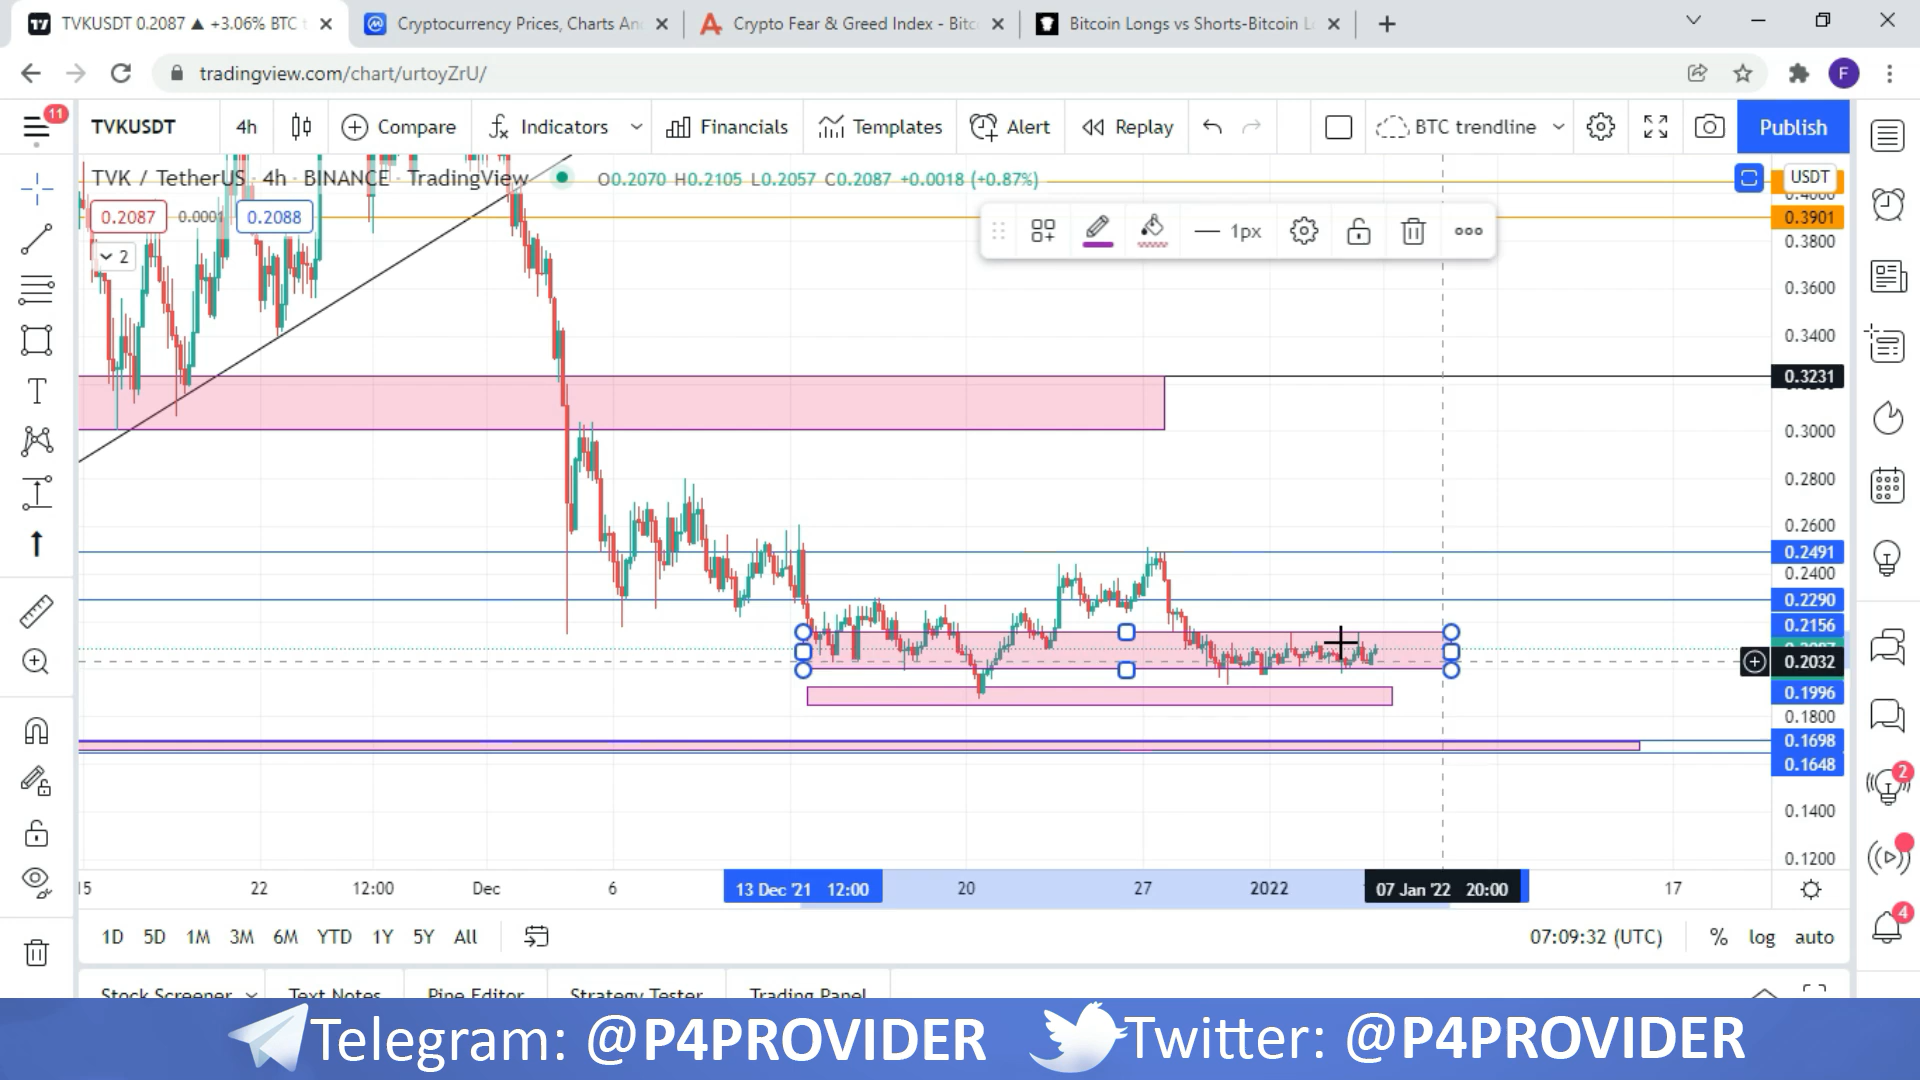 TVKUSDT 0.2087 ▲ +3.06% BTC t
Cryptocurrency Prices, Charts An
Crypto Fear & Greed Index - Bitc
Bitcoin Longs vs Shorts-Bitcoin L
tradingview.com/chart/urtoyZrU/
F
11
TVKUSDT
4h
Compare
Indicators
Financials
Templates
Alert
Replay
BTC trendline
Publish
TVK / TetherUS · 4h · BINANCE · TradingView
O0.2070 H0.2105 L0.2057 C0.2087 +0.0018 (+0.87%)
USDT
0.4000
0.2087
0.0001
0.2088
0.3901
1px
0.3800
2
0.3600
0.3400
0.3231
0.3000
0.2800
0.2600
0.2491
0.2400
0.2290
0.2156
0.2032
0.1996
0.1800
0.1698
0.1648
0.1400
0.1200
2
4
15
22
12:00
Dec
6
13 Dec '21 12:00
20
27
2022
07 Jan '22 20:00
17
1D
5D
1M
3M
6M
YTD
1Y
5Y
All
07:09:32 (UTC)
%
log
auto
Stock Screener
Text Notes
Pine Editor
Strategy Tester
Trading Panel
Telegram: @P4PROVIDER
Twitter: @P4PROVIDER